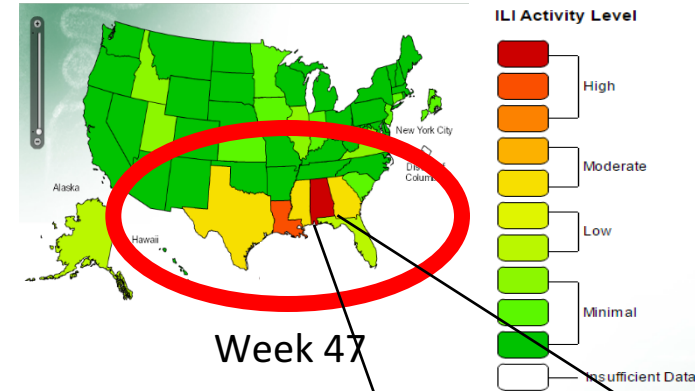 ILI Activity Level
High
New York City
Moderate
Alaska
Low
Hawaii
Minimal
Week 47
Insufficient Data